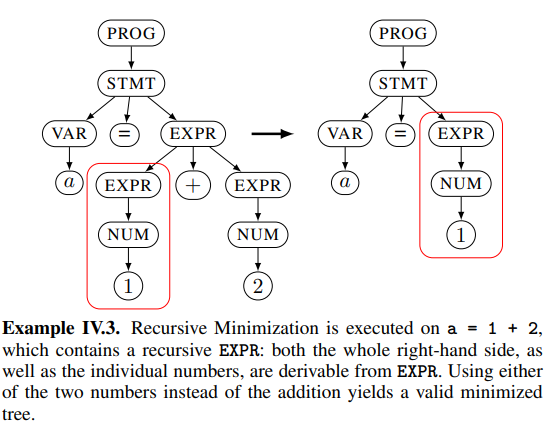 PROG PROG
STMT STMT
VAR = EXPR VAR = EXPR
a EXPR + EXPR a NUM
NUM NUM 1
1 2
Example IV.3. Recursive Minimization is executed on a = 1 + 2,
which contains a recursive EXPR: both the whole right-hand side, as
well as the individual numbers, are derivable from EXPR. Using either
of the two numbers instead of the addition yields a valid minimized
tree.